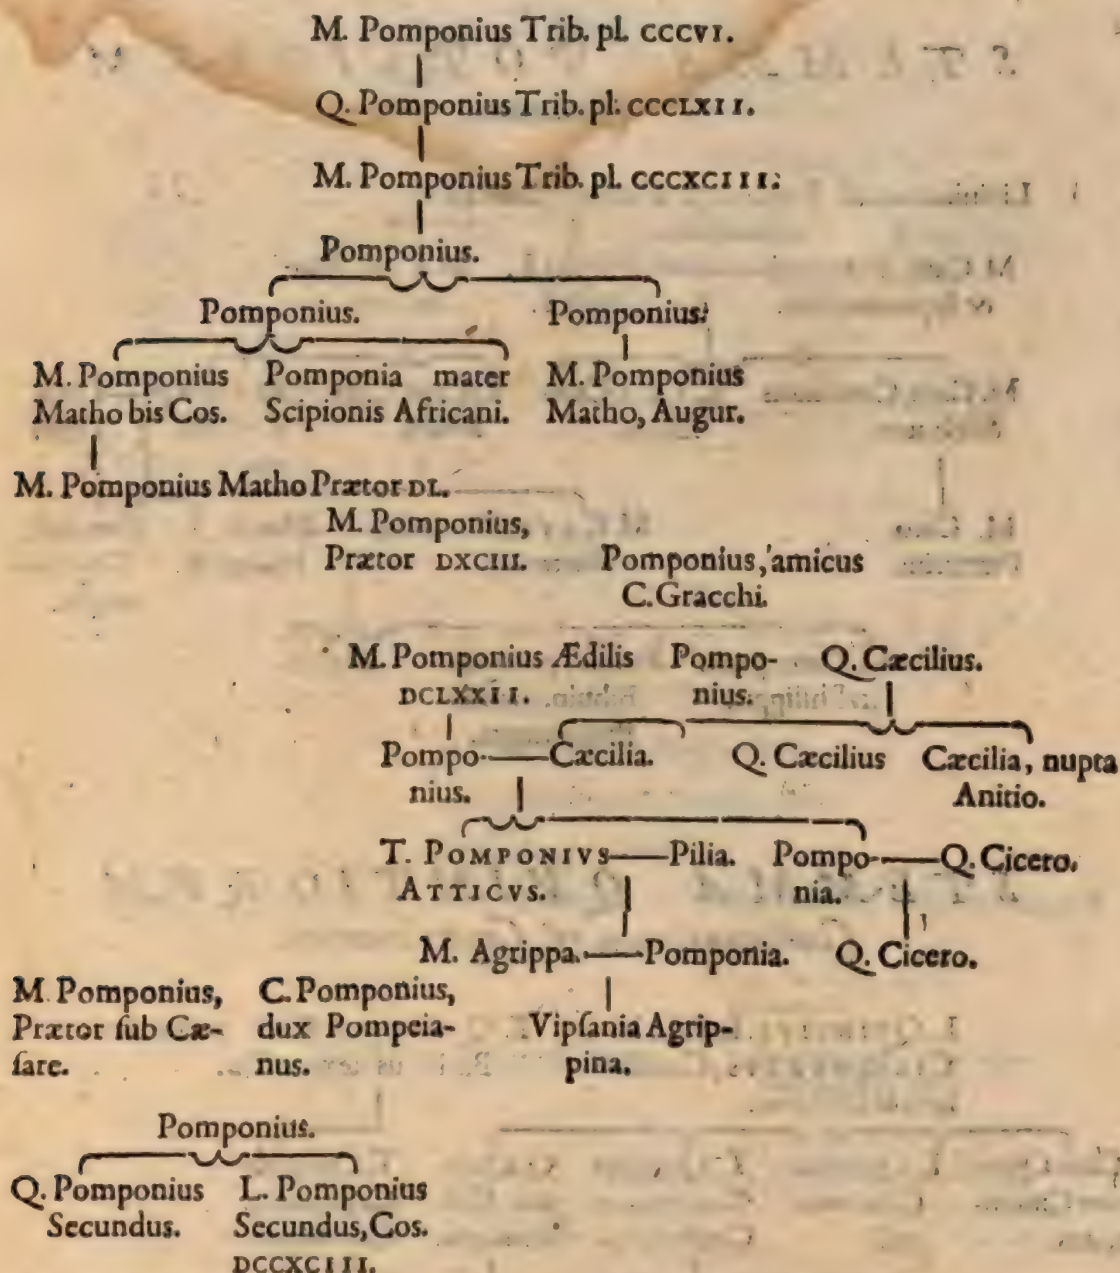 M. Pomponius Trib. pl. CCCVI.
Q. Pomponius Trib. pl. CCCLXII.
M. Pomponius Trib. pl. CCCXCIII.
Pomponius.
Pomponius. Pomponius.
M. Pomponius Pomponia mater M. Pomponius
Matho bis Cos. Scipionis Africani. Matho, Augur.
M. Pomponius Matho Prætor DL.
M. Pomponius,
Prætor DXCIII. Pomponius, amicus
C. Gracchi.
M. Pomponius Ædilis Pompo- Q. Cæcilius.
DCLXXII. nius.
Pompo- Cæcilia. Q. Cæcilius Cæcilia, nupta
nius. Anitio.
T. POMPONIVS Pilia. Pompo- Q. Cicero.
ATTICVS. nia.
M. Agrippa. Pomponia. Q. Cicero.
M. Pomponius, C. Pomponius,
Prætor ſub Cæ- dux Pompeia- Vipſania Agrip-
ſare. nus. pina.
Pomponius.
Q. Pomponius L. Pomponius
Secundus. Secundus, Cos.
DCCXCIII.